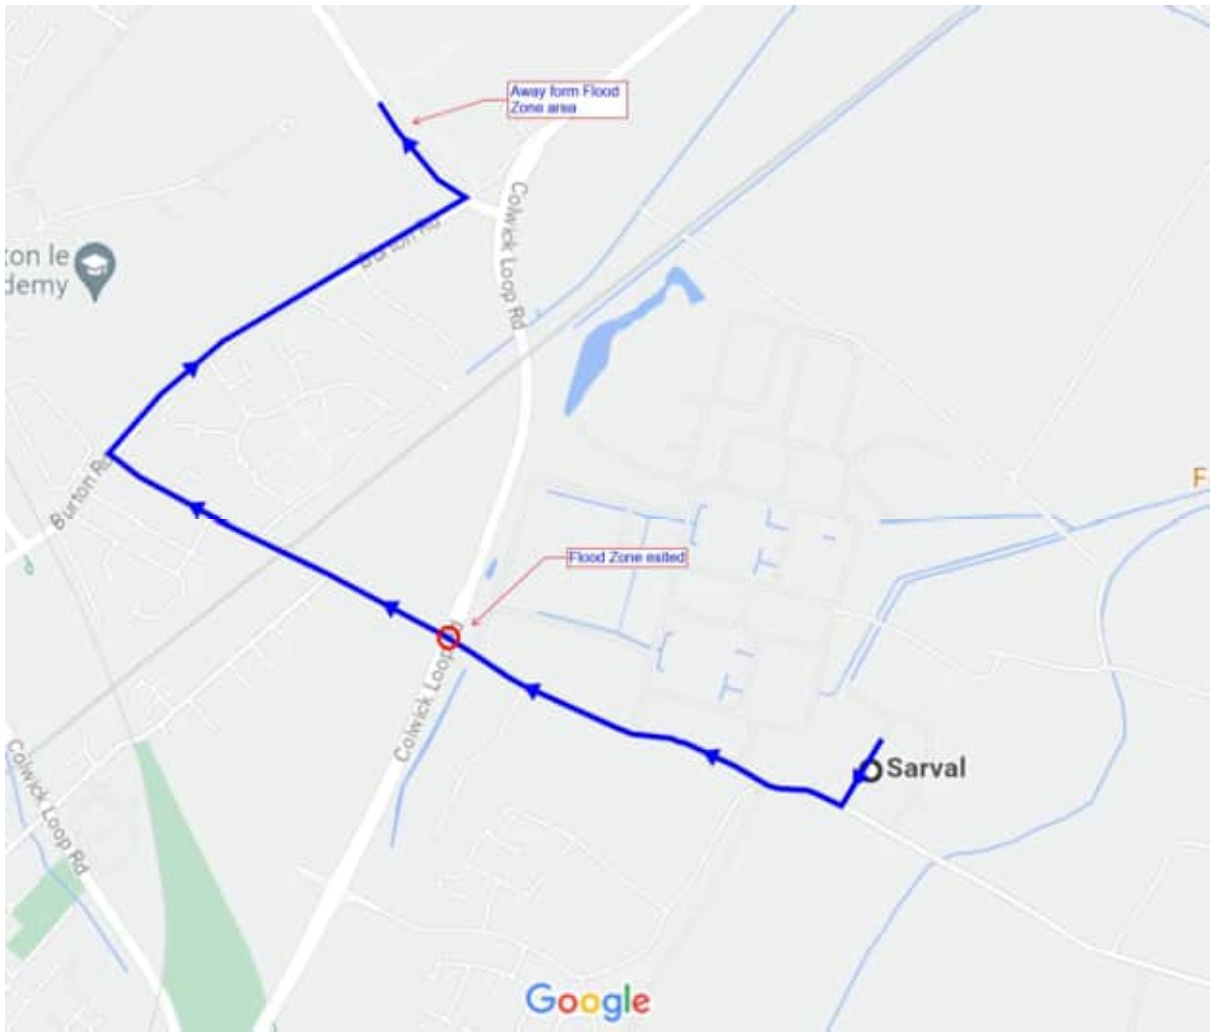 Away form Flood
Zone area
Colwick Loop Rd
Burton Rd
ton le
demy
Burton Rd
F
Flood Zone exited
Colwick Loop Rd
Sarval
Colwick Loop Rd
Google